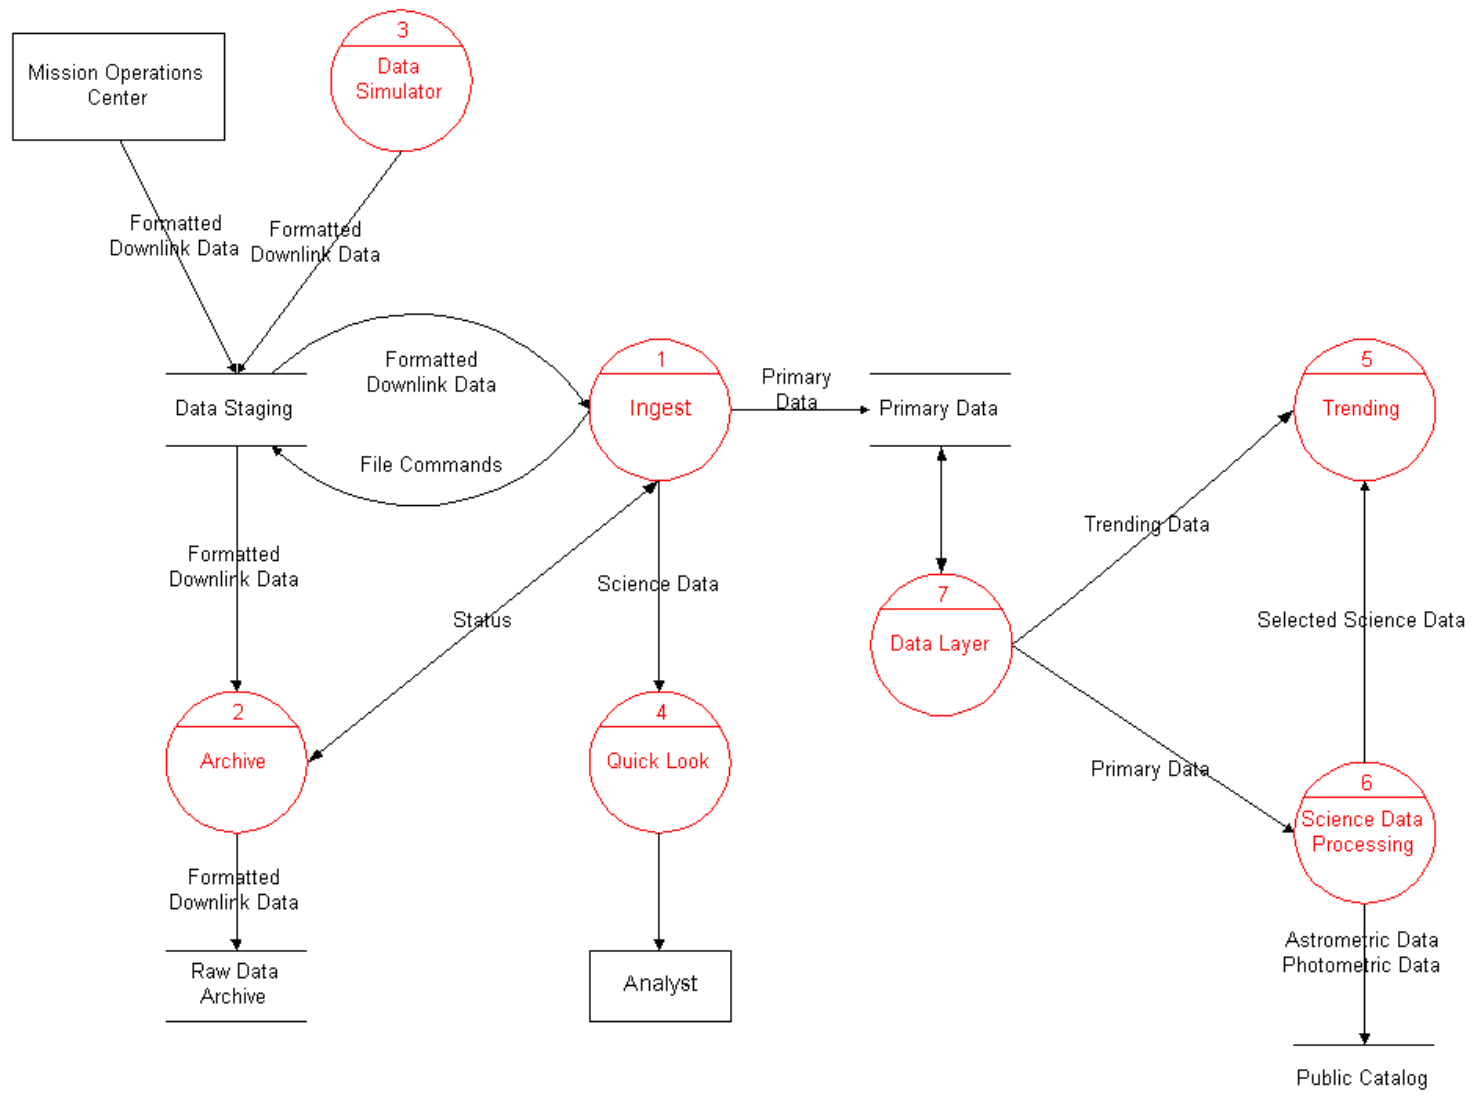 Mission Operations
Center
3
Data
Simulator
Formatted
Downlink Data
Formatted
Downlink Data
Formatted
Downlink Data
Data Staging
File Commands
1
Ingest
Primary
Data
Primary Data
5
Trending
Formatted
Downlink Data
Status
Science Data
7
Data Layer
Trending Data
Selected Science Data
Primary Data
2
Archive
4
Quick Look
6
Science Data
Processing
Formatted
Downlink Data
Raw Data
Archive
Analyst
Astrometric Data
Photometric Data
Public Catalog